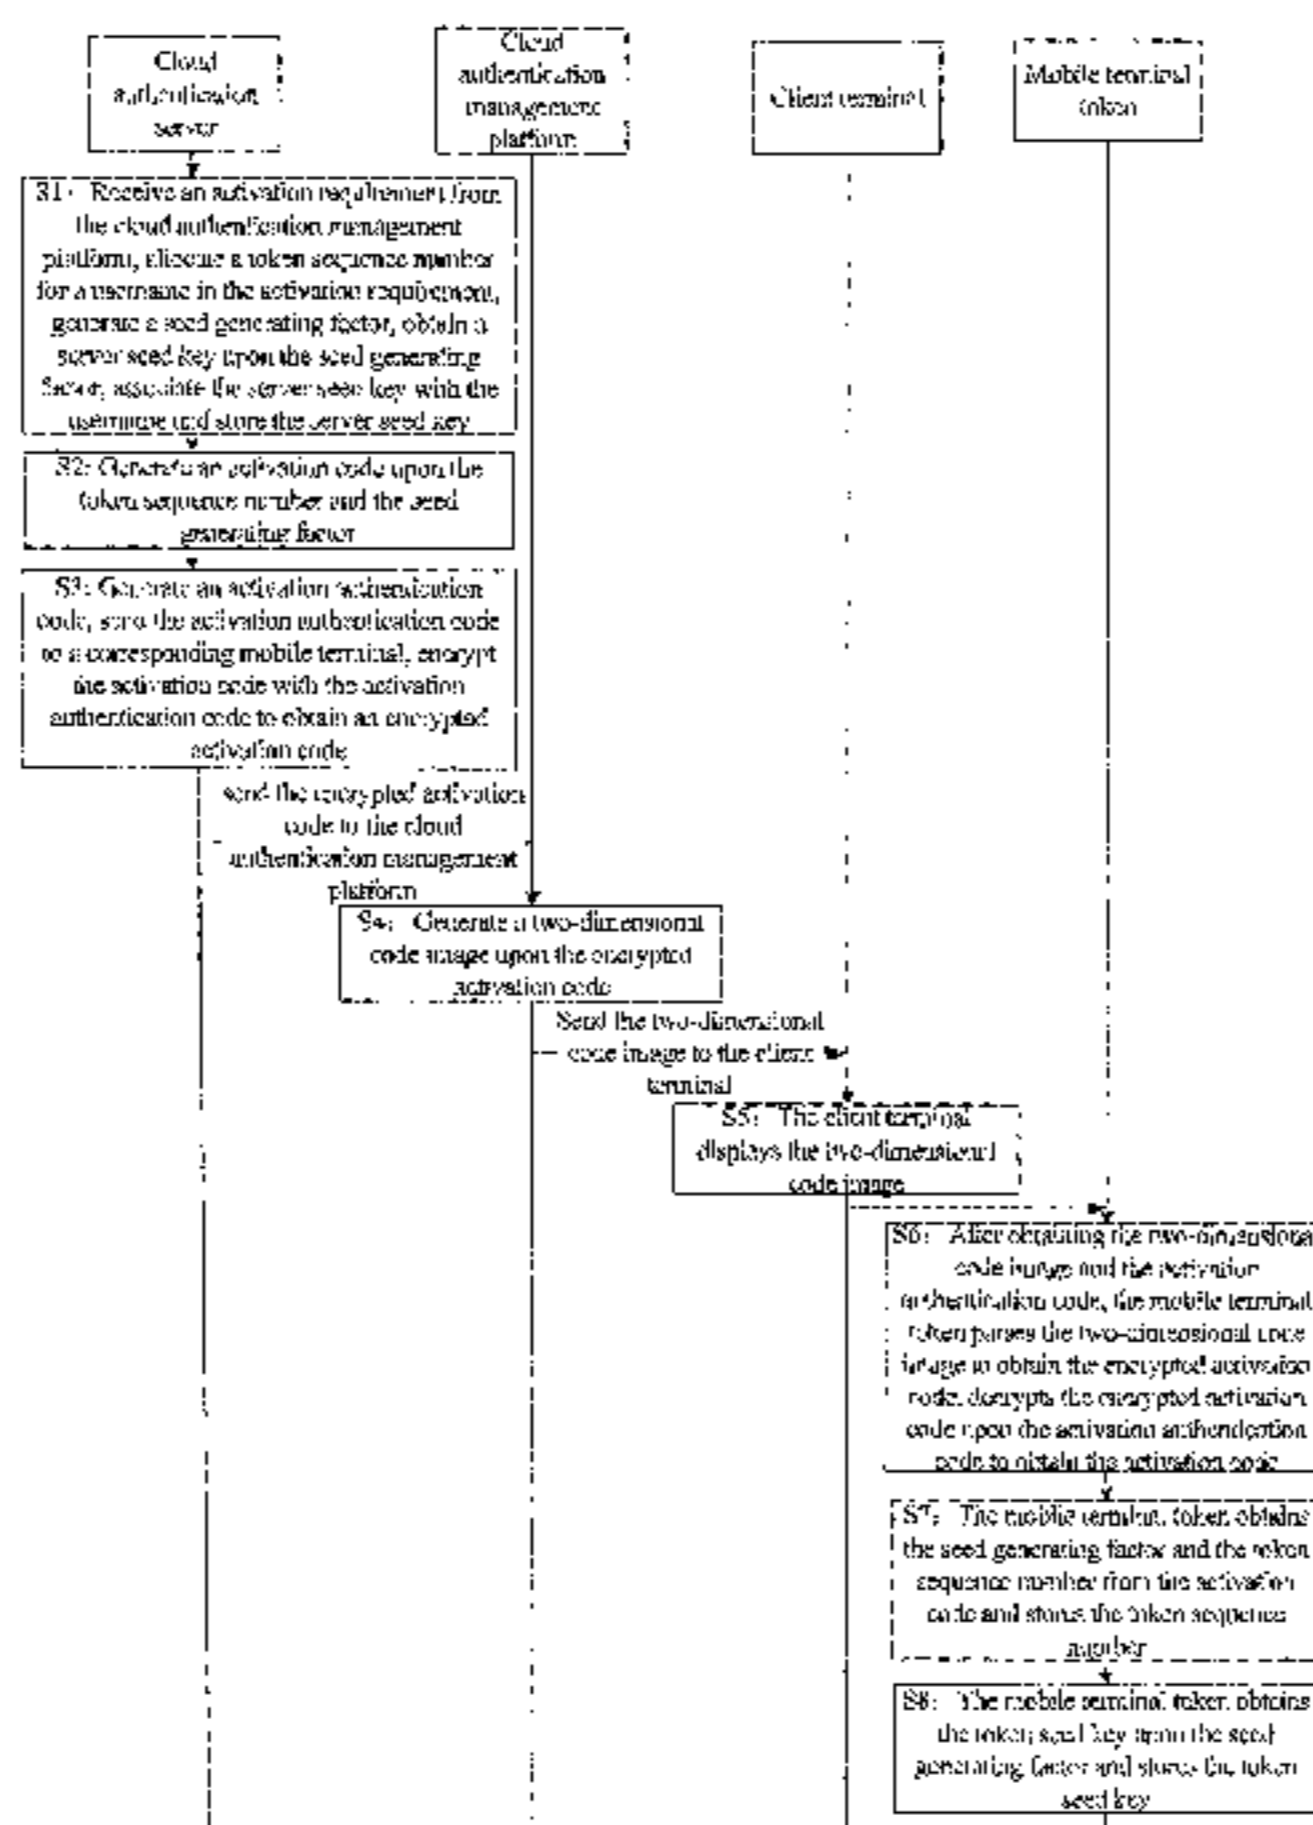 Cloud
authentication
server
Cloud
authentication
management
platform
Client terminal
Mobile terminal
token
S1: Receive an activation requirement from
the cloud authentication management
platform, allocate a token sequence number
for a username in the activation requirement,
generate a seed generating factor, obtain a
server seed key upon the seed generating
factor, associate the server seed key with the
username and store the server seed key
S2: Generate an activation code upon the
token sequence number and the seed
generating factor
S3: Generate an activation authentication
code, send the activation authentication code
to a corresponding mobile terminal, encrypt
the activation code with the activation
authentication code to obtain an encrypted
activation code
send the encrypted activation
code to the cloud
authentication management
platform
S4: Generate a two-dimensional
code image upon the encrypted
activation code
Send the two-dimensional
code image to the client
terminal
S5: The client terminal
displays the two-dimensional
code image
S6: After obtaining the two-dimensiona
code image and the activation
authentication code, the mobile terminal
token parses the two-dimensional code
image to obtain the encrypted activation
code, decrypts the encrypted activation
code upon the activation authentication
code to obtain the activation code
S7: The mobile terminal token obtains
the seed generating factor and the token
sequence number from the activation
code and stores the token sequence
number
S8: The mobile terminal token obtains
the token seed key upon the seed
generating factor and stores the token
seed key